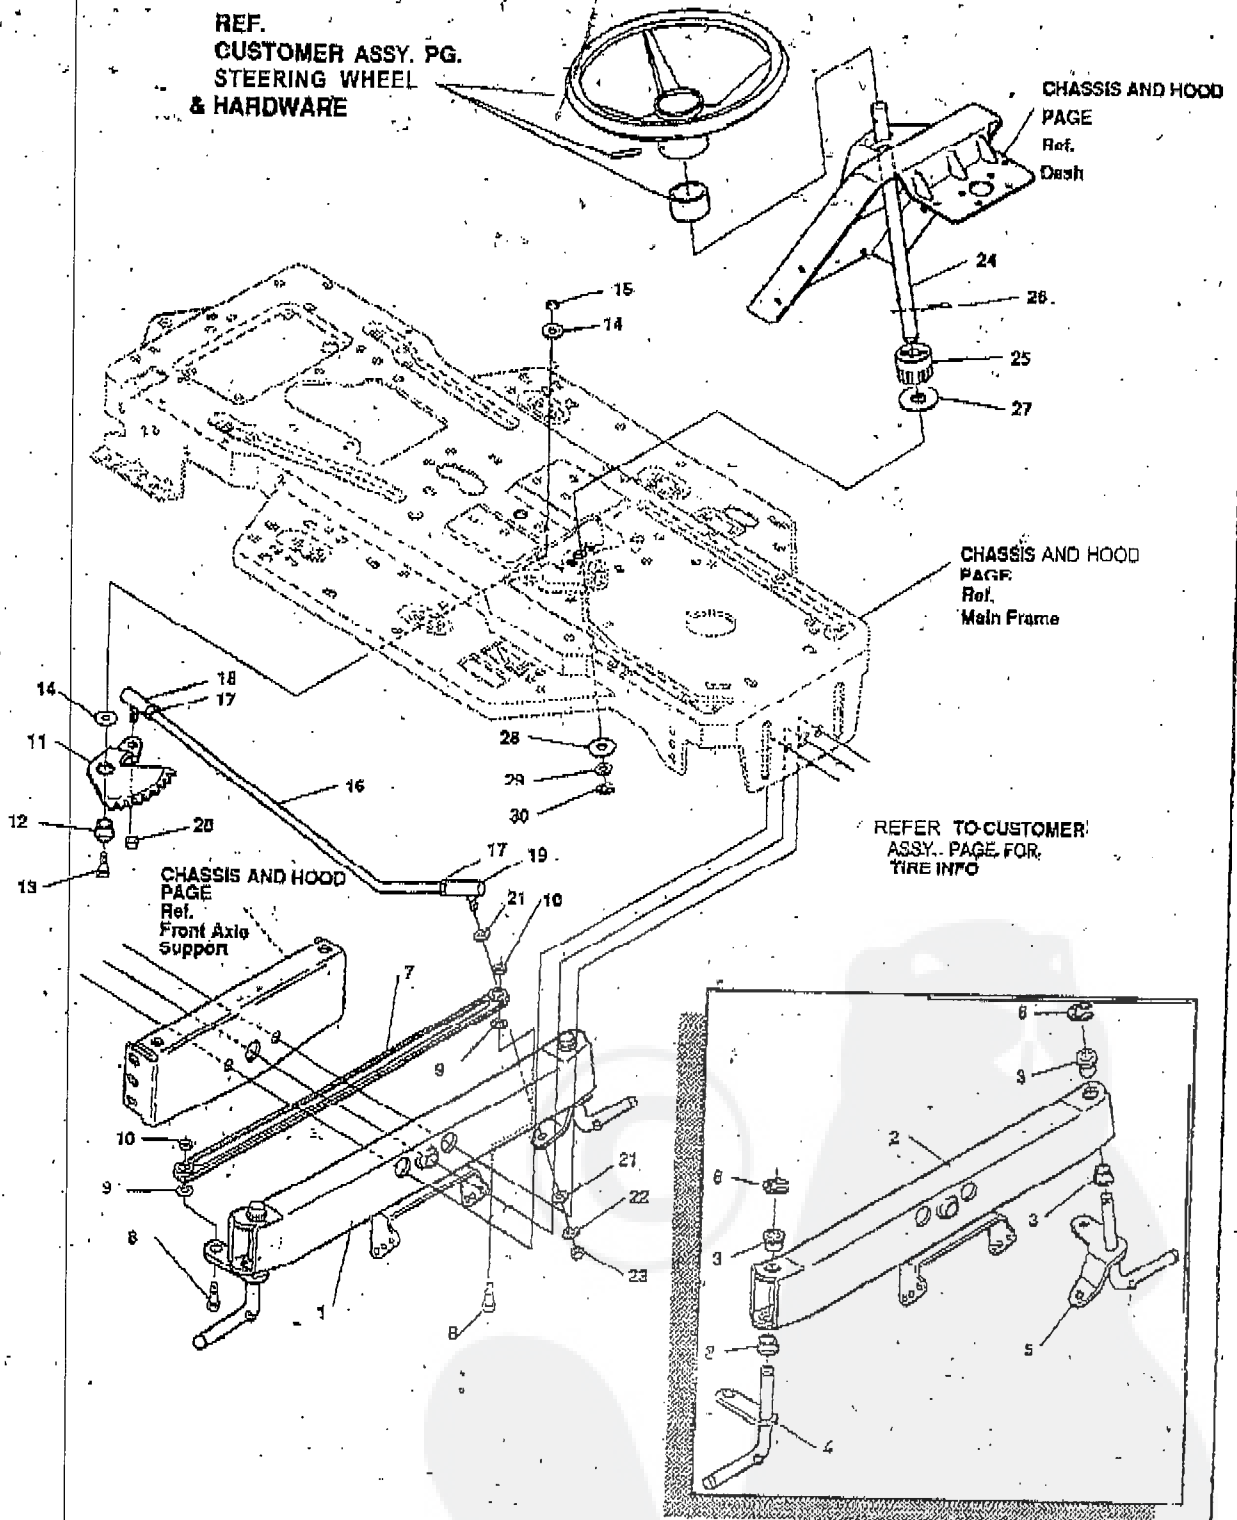 REF.
CUSTOMER ASSY. PG.
STEERING WHEEL
& HARDWARE
CHASSIS AND HOOD
PAGE
Ref.
Dash
24
26
25
27
15
14
CHASSIS AND HOOD
PAGE
Ref.
Main Frame
18
17
14
11
16
12
20
13
28
29
30
REFER TO CUSTOMER
ASSY. PAGE FOR
TIRE INFO
17
19
21
10
CHASSIS AND HOOD
PAGE
Ref.
Front Axle
Support
7
9
10
9
8
1
8
21
22
23
6
3
2
6
3
3
3
5
4